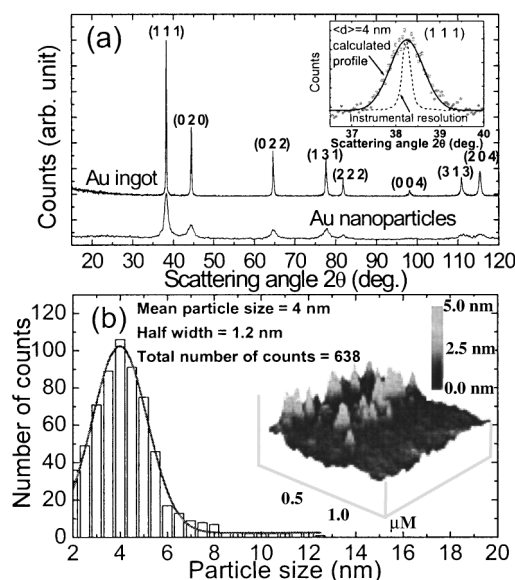 (a)
<d>=4 nm
(1 1 1)
calculated
profile
Instrumental resolution
Counts
37 38 39 40
Scattering angle 2θ (deg.)
(1 1 1)
(0 2 0)
(0 2 2)
(1 3 1)
(2 2 2)
(0 0 4)
(3 1 3)
(2 0 4)
Au ingot
Au nanoparticles
Counts (arb. unit)
20 30 40 50 60 70 80 90 100 110 120
Scattering angle 2θ (deg.)
(b)
Mean particle size = 4 nm
Half width = 1.2 nm
Total number of counts = 638
5.0 nm
2.5 nm
0.0 nm
0.5
1.0
μM
Number of counts
120
100
80
60
40
20
0
2 4 6 8 10 12 14 16 18 20
Particle size (nm)